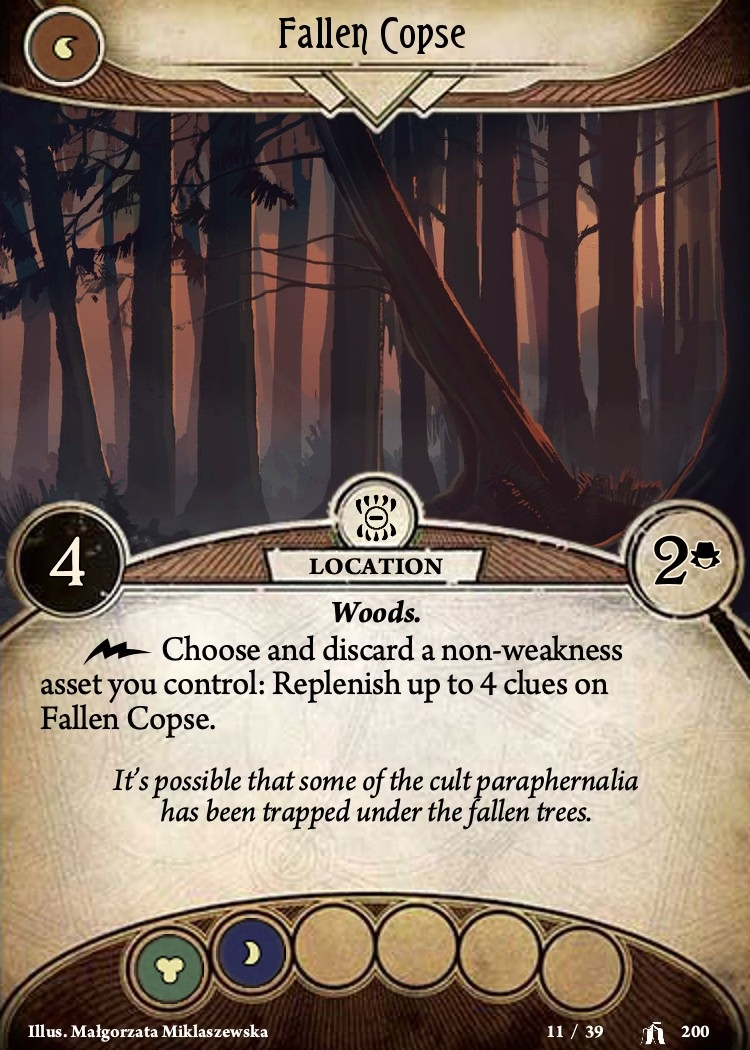 Fallen Copse
4
LOCATION
2
Woods.
Choose and discard a non-weakness
asset you control: Replenish up to 4 clues on
Fallen Copse.
It's possible that some of the cult paraphernalia
has been trapped under the fallen trees.
Illus. Małgorzata Miklaszewska 11 / 39 200